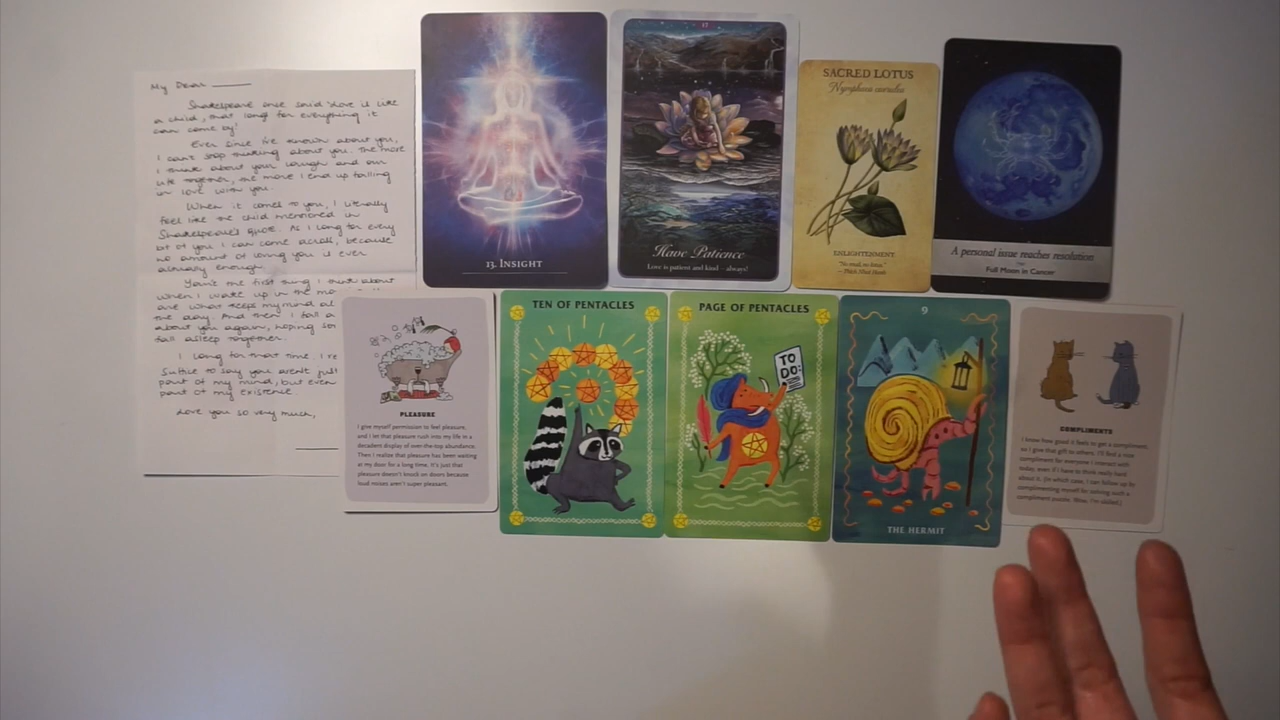 My Dear
Shakespeare once said 'Love is like
a child, that longs for everything it
can come by'
Ever since I've known about you,
I can't stop thinking about you. The more
I think about your laugh and our
life together, the more I end up falling
in love with you.
When it comes to you, I literally
feel like the child mentioned in
Shakespeare's quote. As I long for every
bit of you I can come across, because
no amount of loving you is ever
actually enough.
You're the first thing I think about
when I wake up in the mo
are what keeps my mind
the day. And then I fall
about you again, hoping
fall asleep together.
I long for that time.
Suffice to say you aren't just
part of my mind, but even
part of my existence.
Love you so very much,
13. INSIGHT
17
Have Patience
Love is patient and kind – always!
SACRED LOTUS
Nymphaea caerulea
ENLIGHTENMENT
"No mud, no lotus."
— Thich Nhat Hanh
A personal issue reaches resolution
Full Moon in Cancer
PLEASURE
I give myself permission to feel pleasure,
and I let that pleasure rush into my life in a
decadent display of over-the-top abundance.
Then I realize that pleasure has been waiting
at my door for a long time. It's just that
pleasure doesn't knock on doors because
loud noises aren't super pleasant.
TEN OF PENTACLES
PAGE OF PENTACLES
TO
DO:
9
THE HERMIT
COMPLIMENTS
I know how good it feels to get a compliment,
so I give that gift to others. I'll find a nice
compliment for everyone I interact with
today, even if I have to think really hard
about it. (In which case, I can follow up by
complimenting myself for solving such a
compliment puzzle. Wow, I'm skilled.)